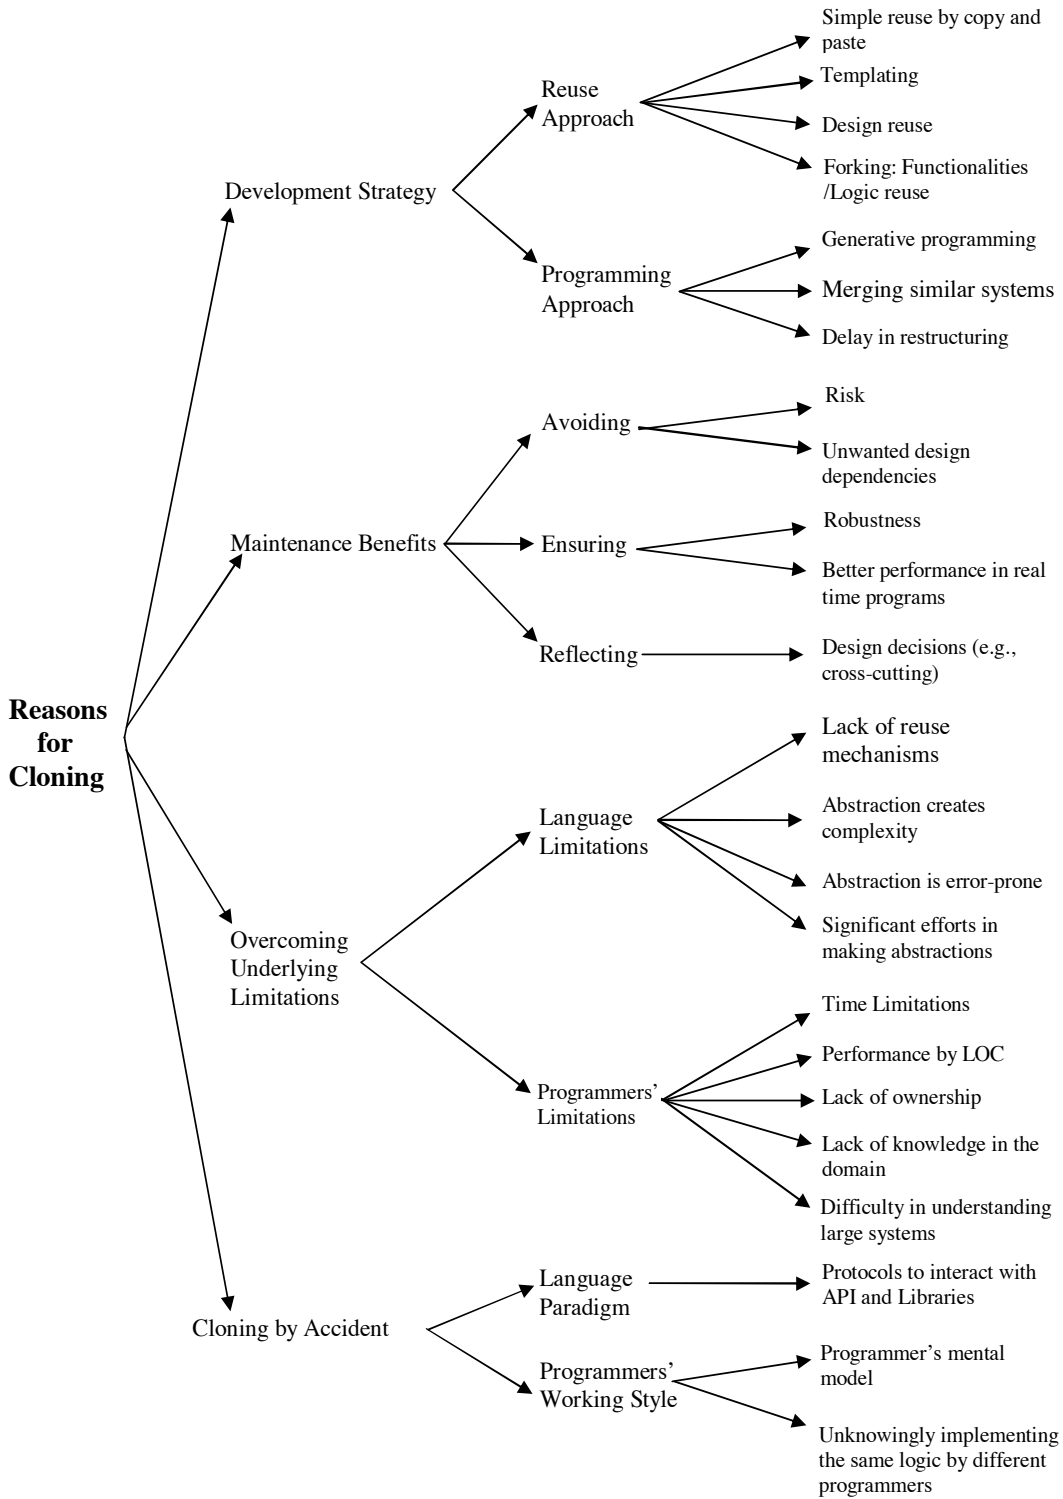 Reasons
for
Cloning
Development Strategy
Reuse
Approach
Simple reuse by copy and
paste
Templating
Design reuse
Forking: Functionalities
/Logic reuse
Programming
Approach
Generative programming
Merging similar systems
Delay in restructuring
Maintenance Benefits
Avoiding
Risk
Unwanted design
dependencies
Ensuring
Robustness
Better performance in real
time programs
Reflecting
Design decisions (e.g.,
cross-cutting)
Overcoming
Underlying
Limitations
Language
Limitations
Lack of reuse
mechanisms
Abstraction creates
complexity
Abstraction is error-prone
Significant efforts in
making abstractions
Programmers’
Limitations
Time Limitations
Performance by LOC
Lack of ownership
Lack of knowledge in the
domain
Difficulty in understanding
large systems
Cloning by Accident
Language
Paradigm
Protocols to interact with
API and Libraries
Programmers’
Working Style
Programmer’s mental
model
Unknowingly implementing
the same logic by different
programmers